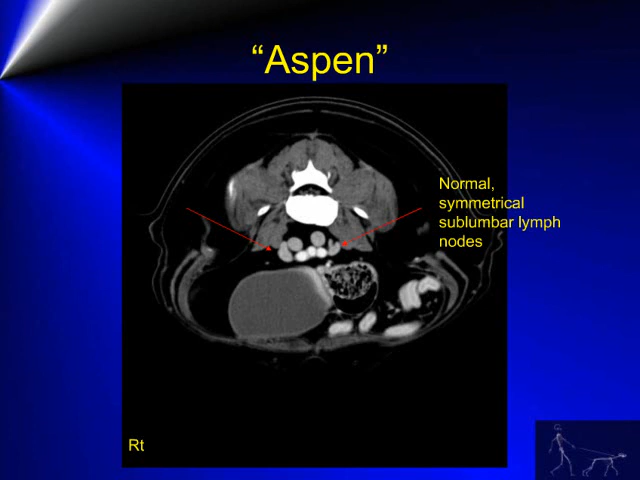 “Aspen”
Normal,
symmetrical
sublumbar lymph
nodes
Rt